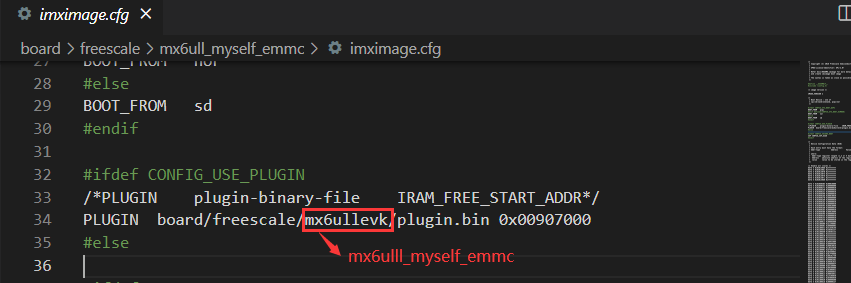 imximage.cfg ×
board > freescale > mx6ull_myself_emmc > imximage.cfg
27 BOOT_FROM nor
28 #else
29 BOOT_FROM sd
30 #endif
31
32 #ifdef CONFIG_USE_PLUGIN
33 /*PLUGIN plugin-binary-file IRAM_FREE_START_ADDR*/
34 PLUGIN board/freescale/mx6ullevk/plugin.bin 0x00907000
35 #else
mx6ulll_myself_emmc
36